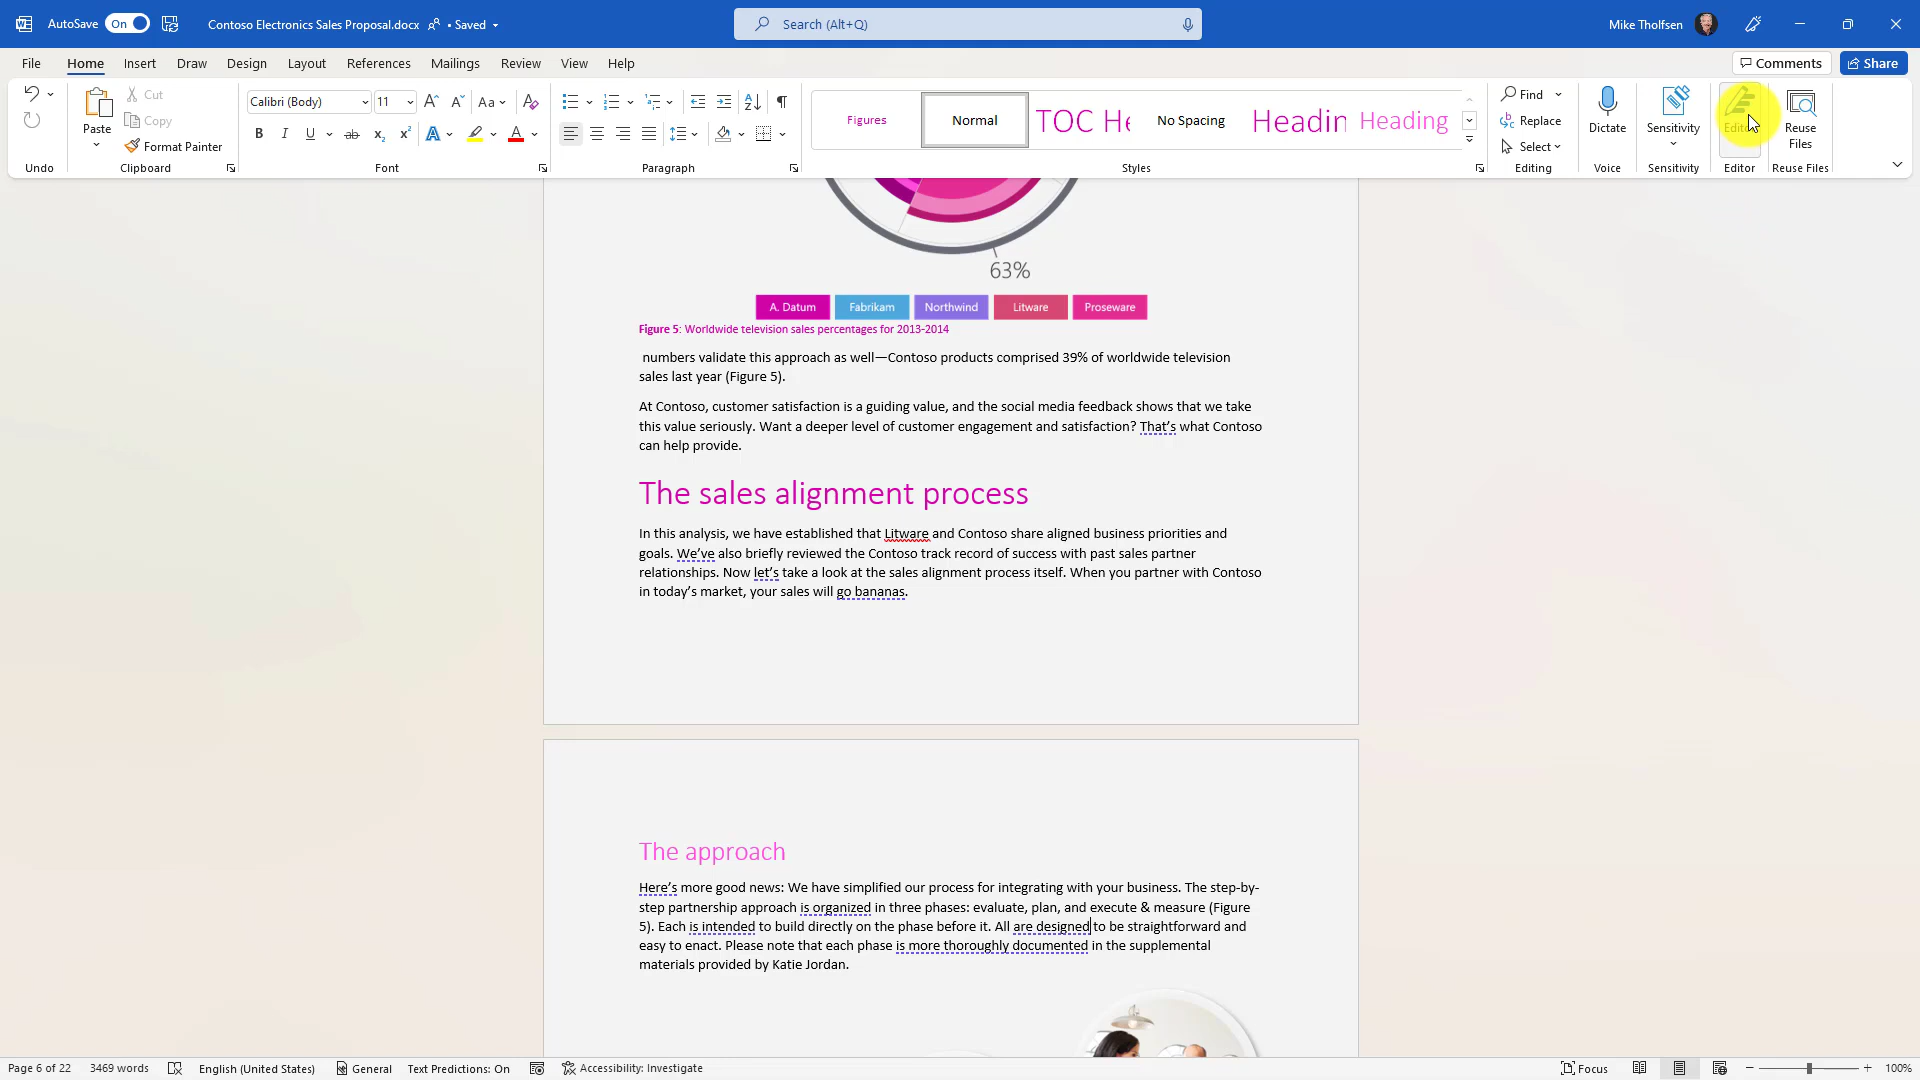 AutoSave On Contoso Electronics Sales Proposal.docx • Saved Search (Alt+Q) Mike Tholfsen
File Home Insert Draw Design Layout References Mailings Review View Help Comments Share
Paste Cut Copy Format Painter
Calibri (Body) 11
Figures Normal TOC He No Spacing Headin Heading
Find Replace Select
Dictate Sensitivity Reuse Files
Undo Clipboard Font Paragraph Styles Editing Voice Sensitivity Editor Reuse Files
63%
A. Datum Fabrikam Northwind Litware Proseware
Figure 5: Worldwide television sales percentages for 2013-2014
numbers validate this approach as well—Contoso products comprised 39% of worldwide television
sales last year (Figure 5).
At Contoso, customer satisfaction is a guiding value, and the social media feedback shows that we take
this value seriously. Want a deeper level of customer engagement and satisfaction? That’s what Contoso
can help provide.
The sales alignment process
In this analysis, we have established that Litware and Contoso share aligned business priorities and
goals. We’ve also briefly reviewed the Contoso track record of success with past sales partner
relationships. Now let’s take a look at the sales alignment process itself. When you partner with Contoso
in today’s market, your sales will go bananas.
The approach
Here’s more good news: We have simplified our process for integrating with your business. The step-by-
step partnership approach is organized in three phases: evaluate, plan, and execute & measure (Figure
5). Each is intended to build directly on the phase before it. All are designed to be straightforward and
easy to enact. Please note that each phase is more thoroughly documented in the supplemental
materials provided by Katie Jordan.
Page 6 of 22 3469 words English (United States) General Text Predictions: On Accessibility: Investigate Focus 100%